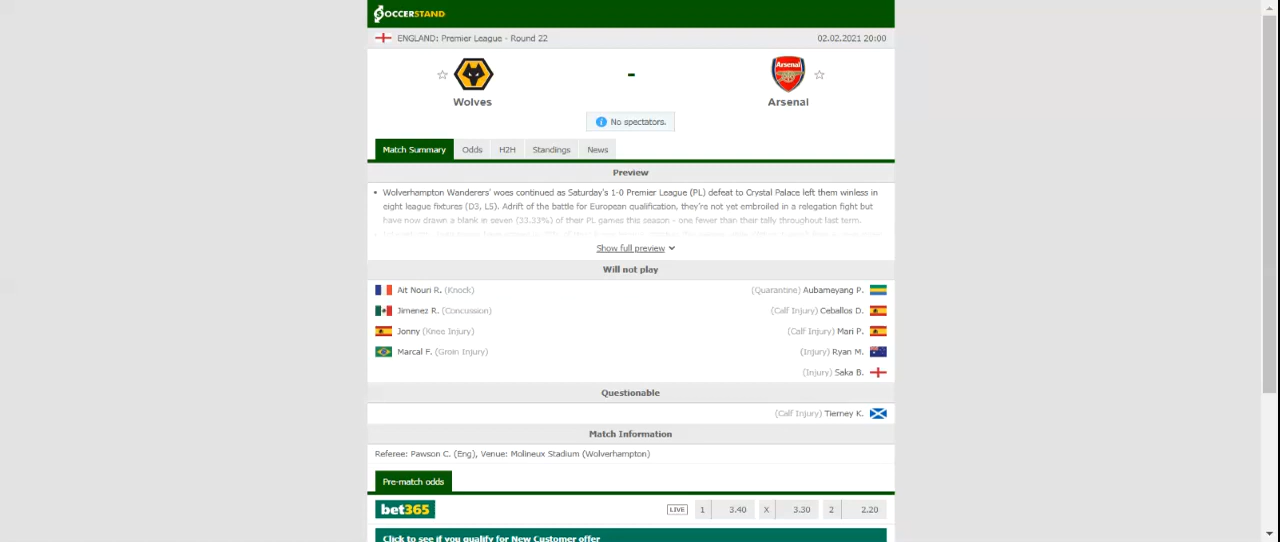 SOCCERSTAND
ENGLAND: Premier League - Round 22 02.02.2021 20:00
-
Arsenal
Wolves Arsenal
No spectators.
Match Summary Odds H2H Standings News
Preview
Wolverhampton Wanderers' woes continued as Saturday's 1-0 Premier League (PL) defeat to Crystal Palace left them winless in
eight league fixtures (D3, L5). Adrift of the battle for European qualification, they're not yet embroiled in a relegation fight but
have now drawn a blank in seven (33.33%) of their PL games this season - one fewer than their tally throughout last term.
Show full preview
Will not play
Ait Nouri R. (Knock) (Quarantine) Aubameyang P.
Jimenez R. (Concussion) (Calf Injury) Ceballos D.
Jonny (Knee Injury) (Calf Injury) Mari P.
Marcal F. (Groin Injury) (Injury) Ryan M.
(Injury) Saka B.
Questionable
(Calf Injury) Tierney K.
Match Information
Referee: Pawson C. (Eng), Venue: Molineux Stadium (Wolverhampton)
Pre-match odds
bet365 LIVE 1 3.40 X 3.30 2 2.20
Click to see if you qualify for New Customer offer